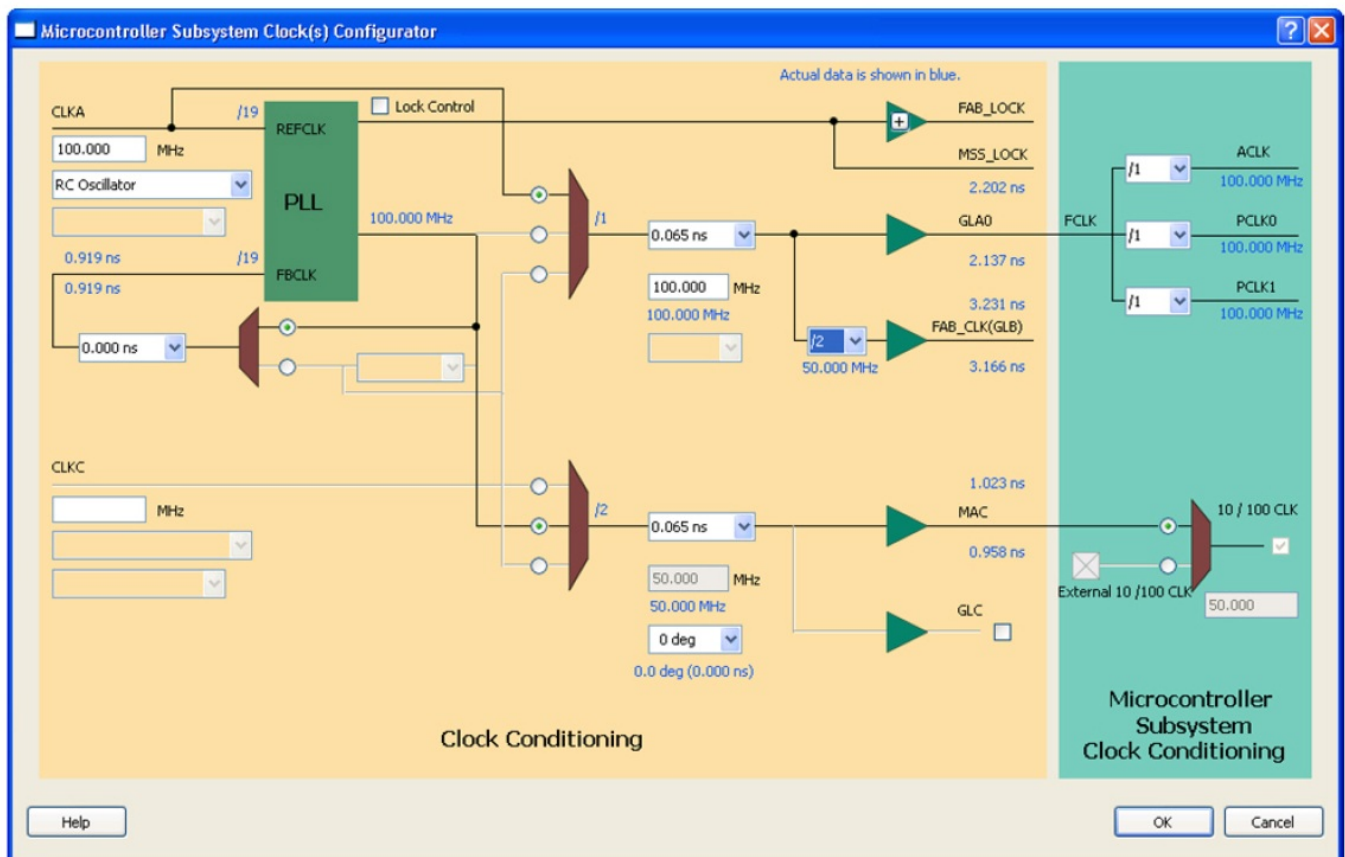 Microcontroller Subsystem Clock(s) Configurator
Actual data is shown in blue.
CLKA
/19
Lock Control
FAB_LOCK
REFCLK
100.000 MHz
MSS_LOCK
ACLK
/1
RC Oscillator
2.202 ns
100.000 MHz
PLL
100.000 MHz
/1
0.065 ns
GLA0
FCLK
/1
PCLK0
100.000 MHz
0.919 ns
/19
2.137 ns
FBCLK
0.919 ns
100.000 MHz
100.000 MHz
3.231 ns
/1
PCLK1
100.000 MHz
0.000 ns
/2
FAB_CLK(GLB)
50.000 MHz
3.166 ns
CLKC
1.023 ns
MHz
/2
0.065 ns
MAC
10 / 100 CLK
0.958 ns
50.000 MHz
50.000 MHz
External 10 /100 CLK
50.000
GLC
0 deg
0.0 deg (0.000 ns)
Clock Conditioning
Microcontroller
Subsystem
Clock Conditioning
Help
OK
Cancel